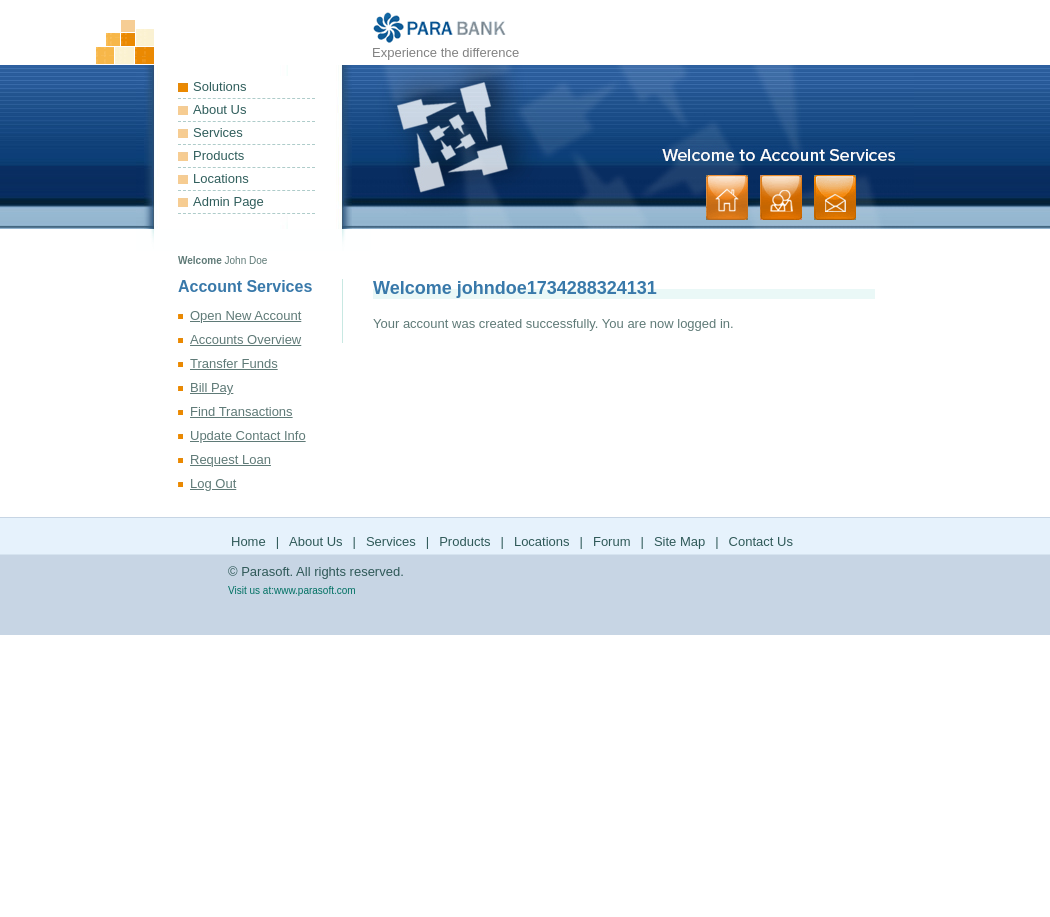 PARA BANK
Experience the difference
Solutions
About Us
Services
Products
Locations
Admin Page
Welcome to Account Services
Welcome John Doe
Account Services
Open New Account
Accounts Overview
Transfer Funds
Bill Pay
Find Transactions
Update Contact Info
Request Loan
Log Out
Welcome johndoe1734288324131
Your account was created successfully. You are now logged in.
Home | About Us | Services | Products | Locations | Forum | Site Map | Contact Us
© Parasoft. All rights reserved.
Visit us at:www.parasoft.com